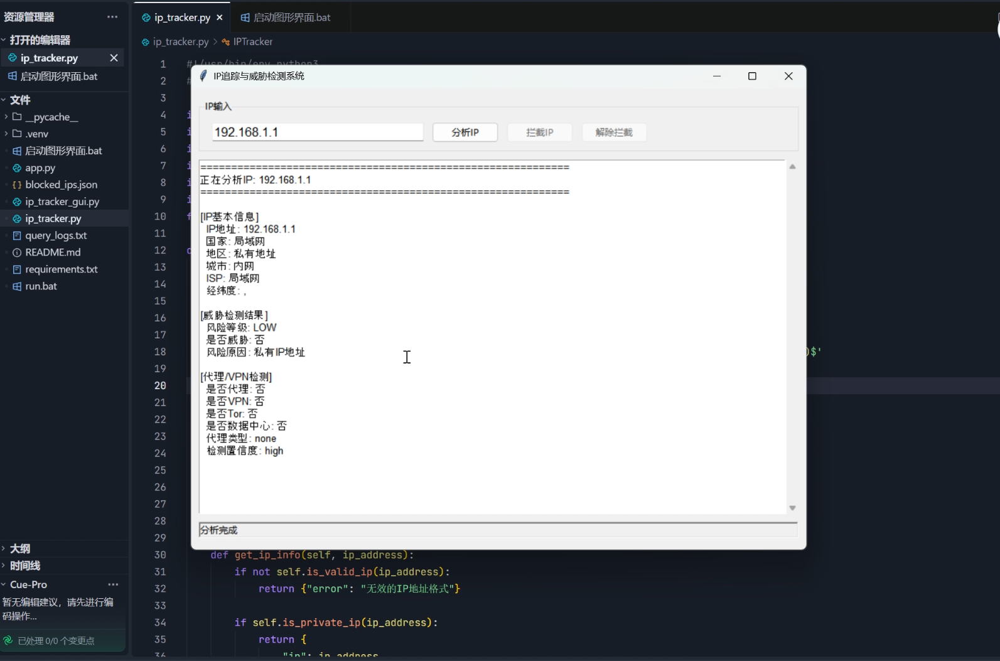 资源管理器
打开的编辑器
ip_tracker.py
启动图形界面.bat
文件
__pycache__
.venv
启动图形界面.bat
app.py
blocked_ips.json
ip_tracker_gui.py
ip_tracker.py
query_logs.txt
README.md
requirements.txt
run.bat
大纲
时间线
Cue-Pro
暂无编辑建议，请先进行编
码操作...
已处理 0/0 个变更点
ip_tracker.py
启动图形界面.bat
ip_tracker.py > IPTracker
1 #!/usr/bin/env python3
2 #
3
4 i
5 i
6 i
7 i
8 i
9 i
10 f
11
12 c
13
14
15
16
17
18 )$'
19
20
21
22
23
24
25
26
27
28
29
30 def get_ip_info(self, ip_address):
31 if not self.is_valid_ip(ip_address):
32 return {"error": "无效的IP地址格式"}
33
34 if self.is_private_ip(ip_address):
35 return {
36 "ip": ip_address
IP追踪与威胁检测系统
IP输入
192.168.1.1
分析IP
拦截IP
解除拦截
============================================================
正在分析IP: 192.168.1.1
============================================================
[IP基本信息]
IP地址: 192.168.1.1
国家: 局域网
地区: 私有地址
城市: 内网
ISP: 局域网
经纬度: ,
[威胁检测结果]
风险等级: LOW
是否威胁: 否
风险原因: 私有IP地址
[代理/VPN检测]
是否代理: 否
是否VPN: 否
是否Tor: 否
是否数据中心: 否
代理类型: none
检测置信度: high
分析完成